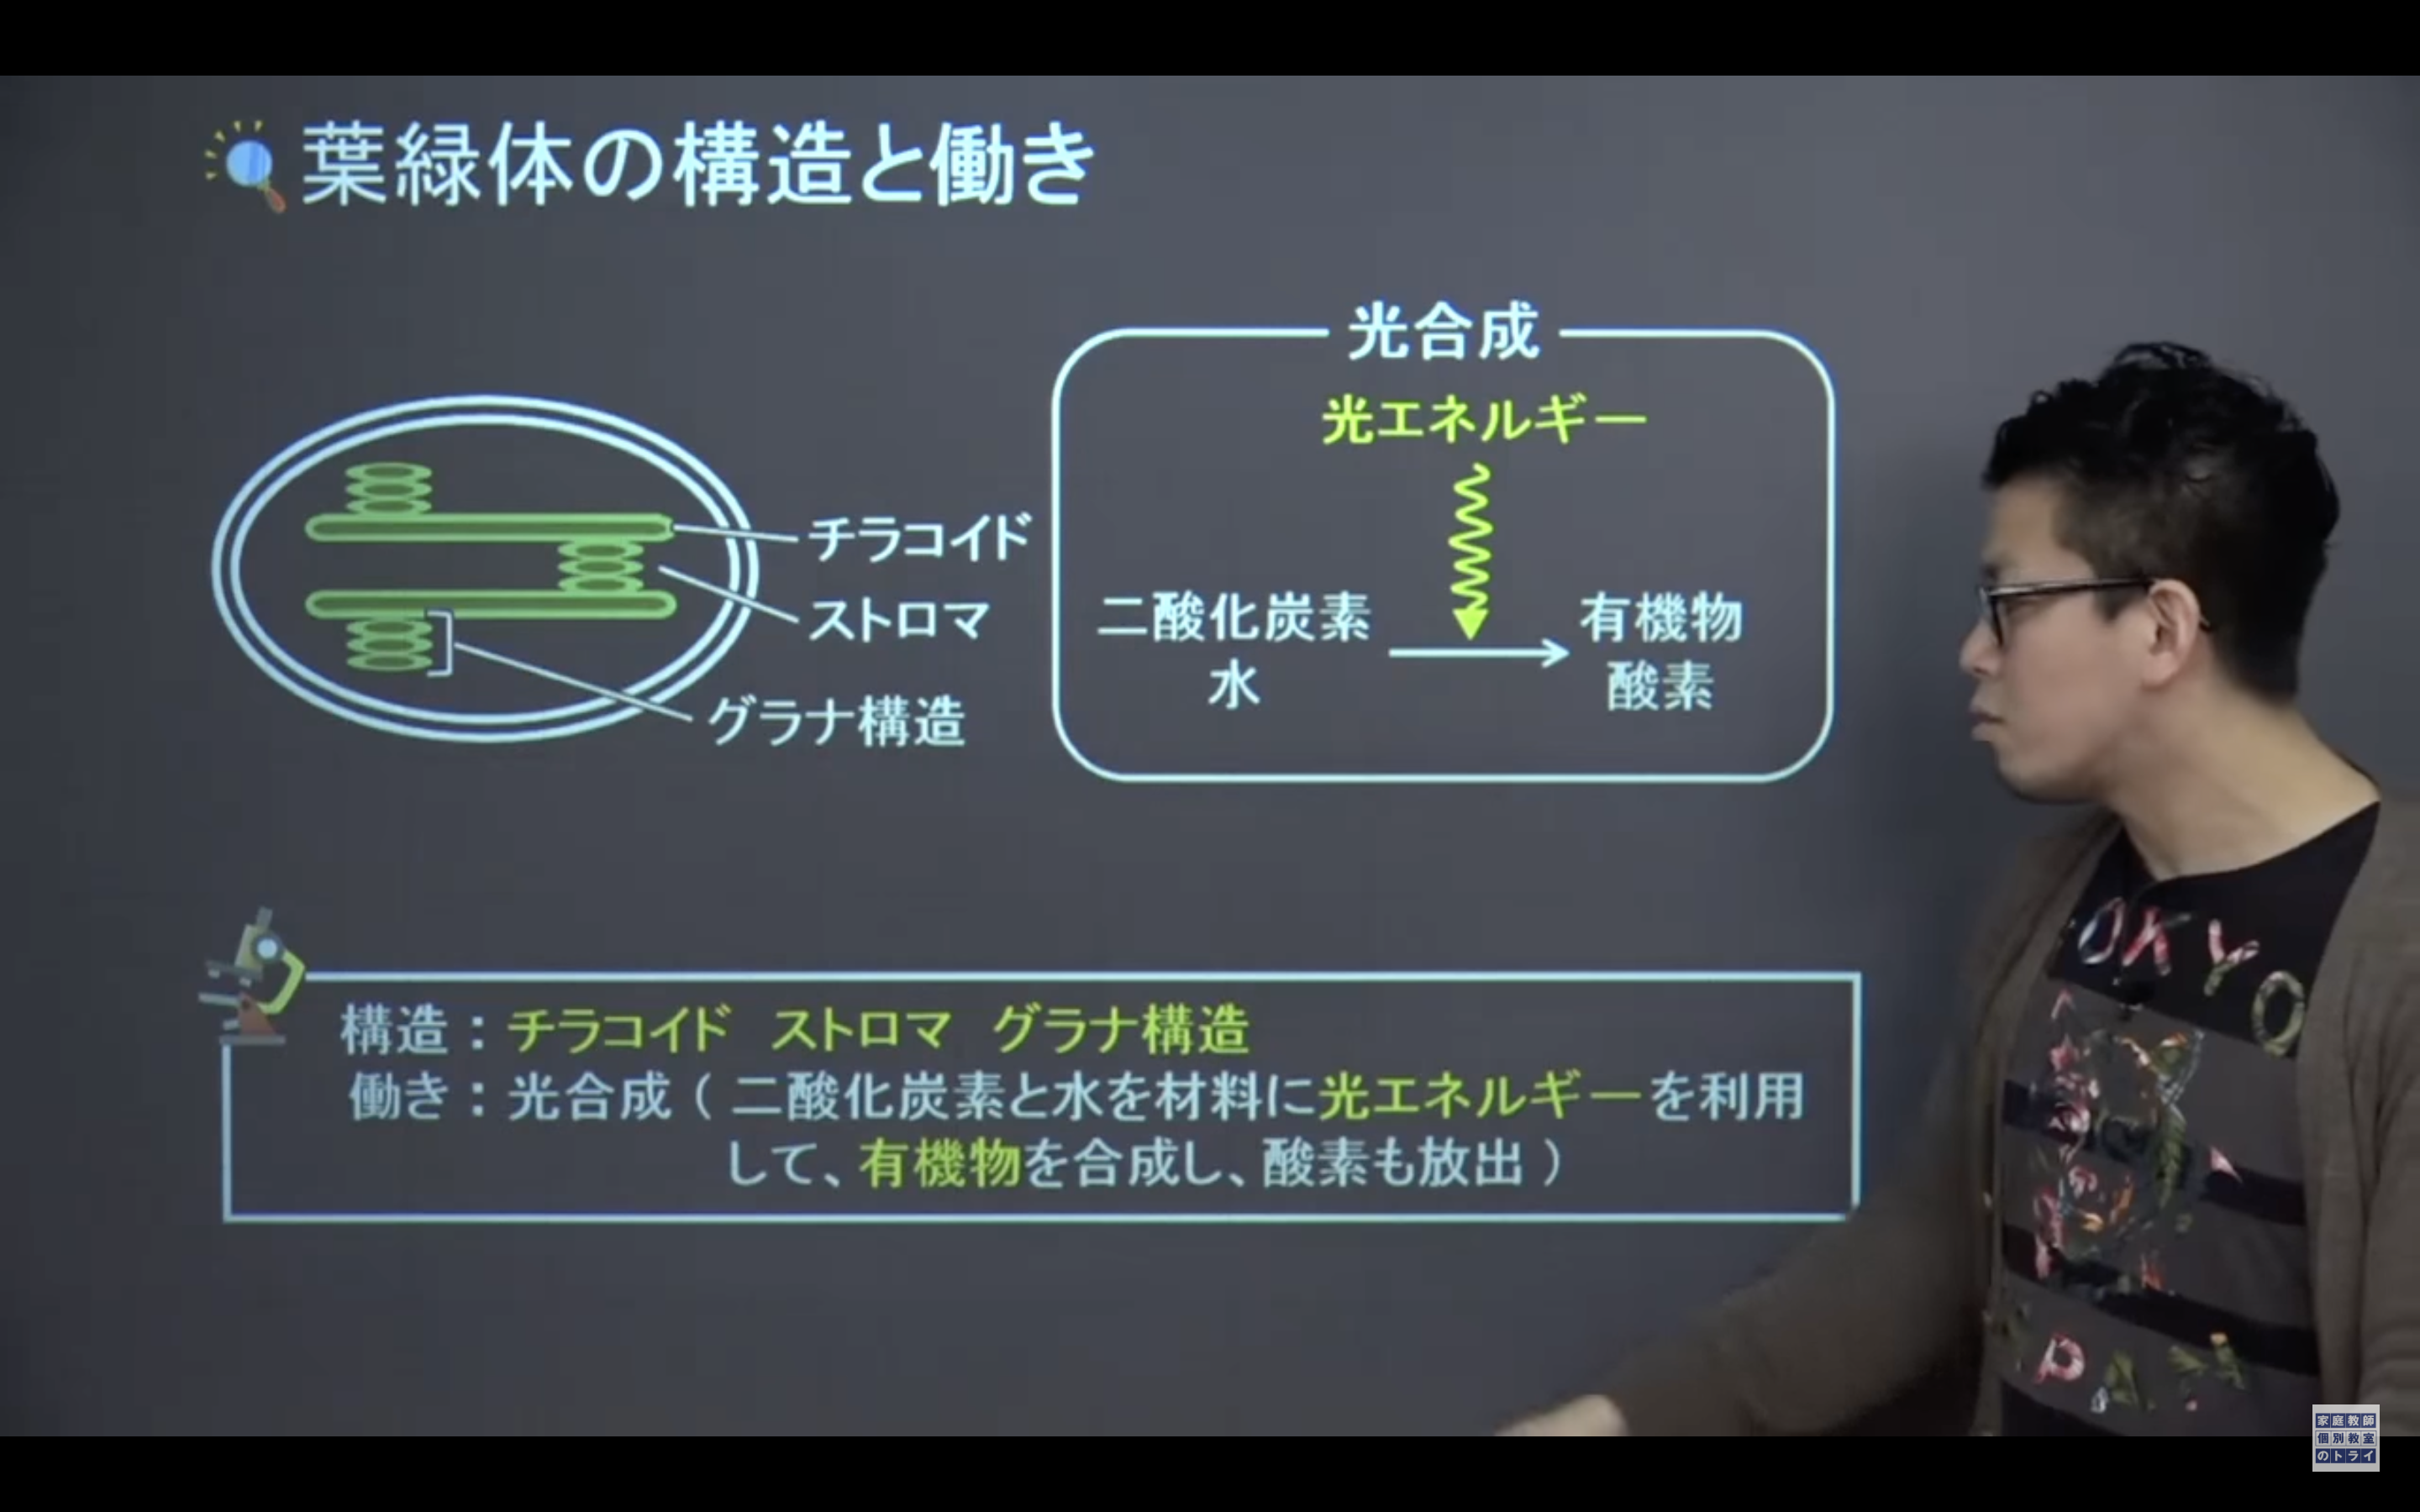 葉緑体の構造と働き
チラコイド
ストロマ
グラナ構造
光合成
光エネルギー
二酸化炭素
水
有機物
酸素
構造：チラコイド ストロマ グラナ構造
働き：光合成（ 二酸化炭素と水を材料に光エネルギーを利用
して、有機物を合成し、酸素も放出 ）
OKYO
家庭教師
個別教室
のトライ